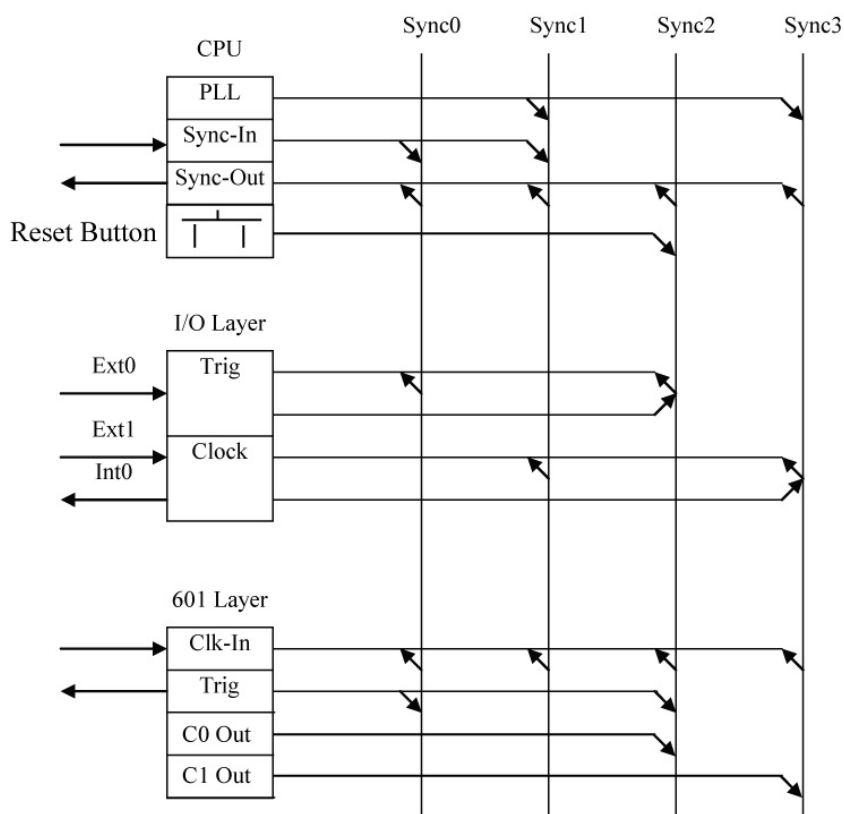 Sync0 Sync1 Sync2 Sync3
CPU
PLL
Sync-In
Sync-Out
Reset Button
I/O Layer
Ext0
Trig
Ext1
Clock
Int0
601 Layer
Clk-In
Trig
C0 Out
C1 Out